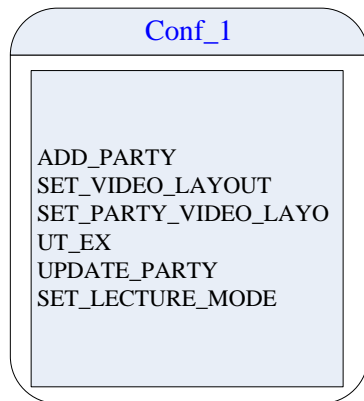 Conf_1
ADD_PARTY
SET_VIDEO_LAYOUT
SET_PARTY_VIDEO_LAYO
UT_EX
UPDATE_PARTY
SET_LECTURE_MODE